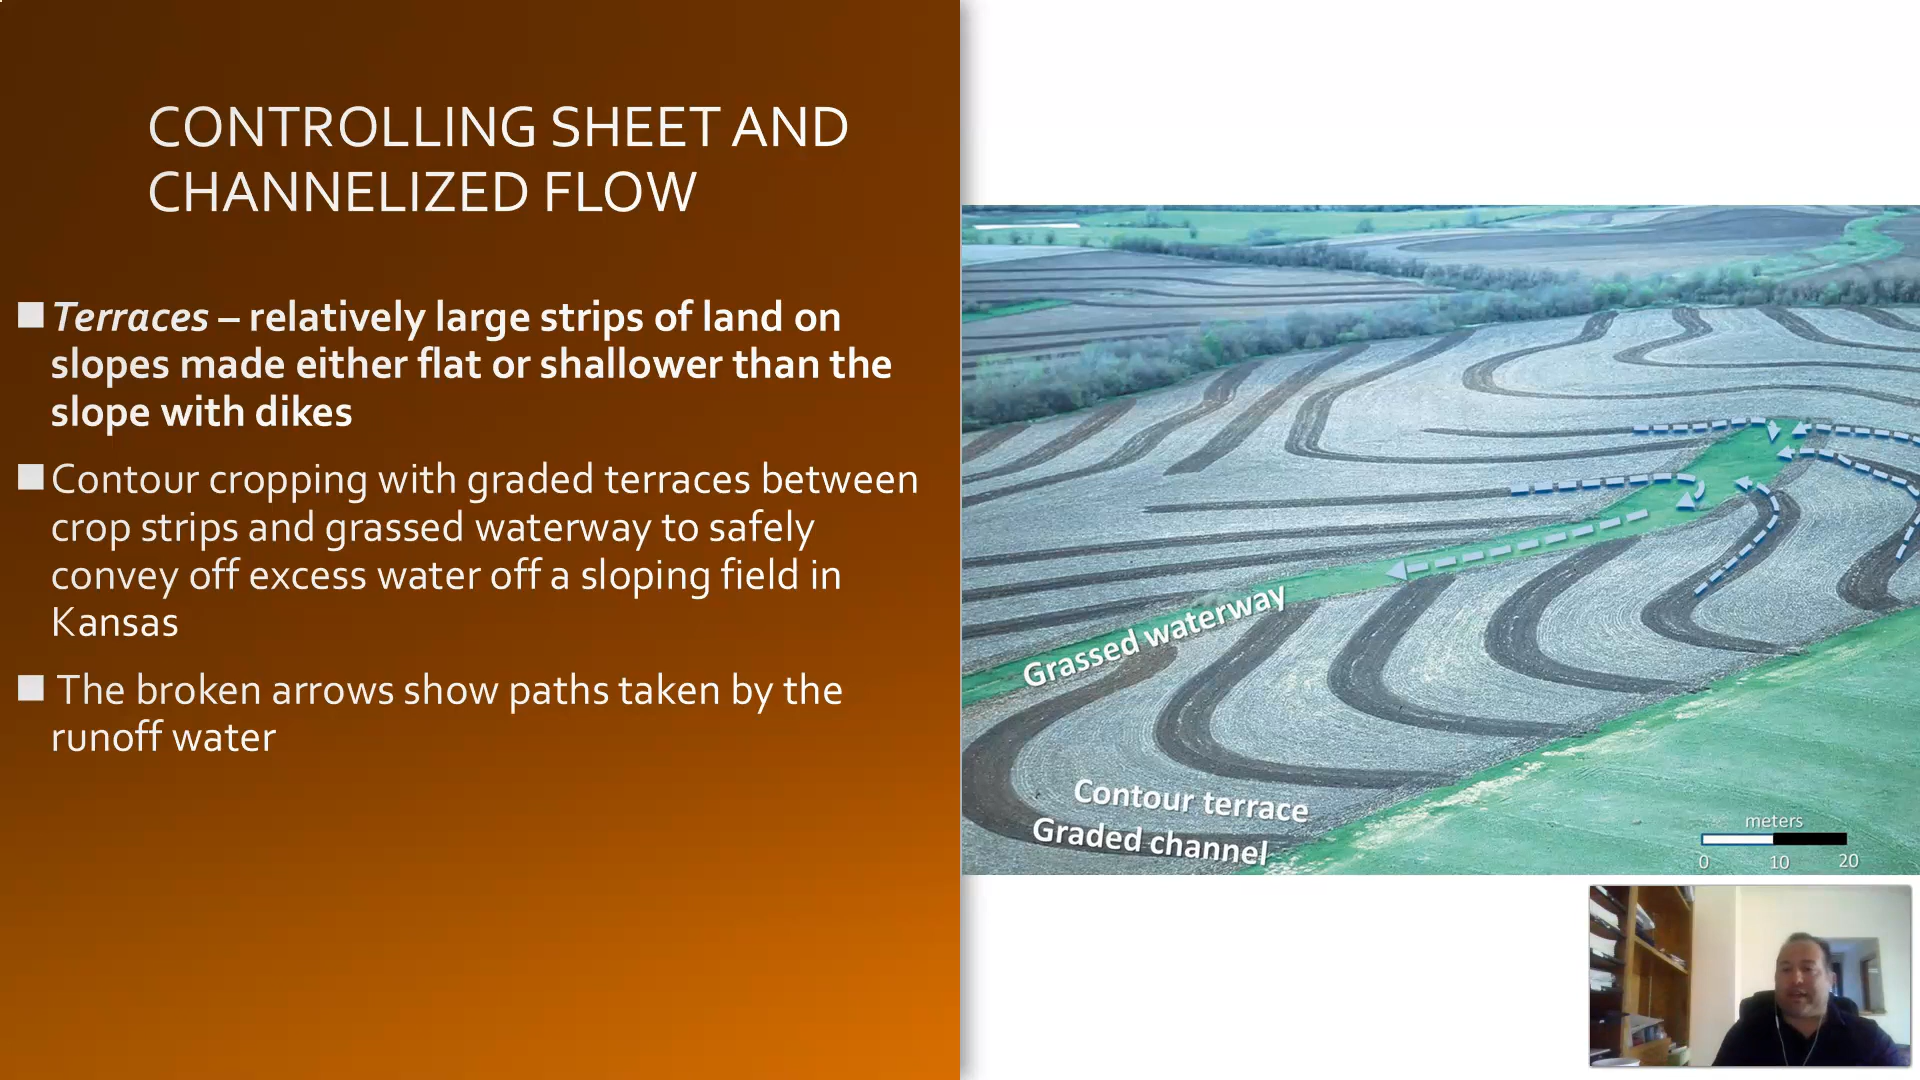 CONTROLLING SHEET AND
CHANNELIZED FLOW
Terraces – relatively large strips of land on
slopes made either flat or shallower than the
slope with dikes
Contour cropping with graded terraces between
crop strips and grassed waterway to safely
convey off excess water off a sloping field in
Kansas
The broken arrows show paths taken by the
runoff water
Grassed waterway
Contour terrace
Graded channel
meters
0 10 20